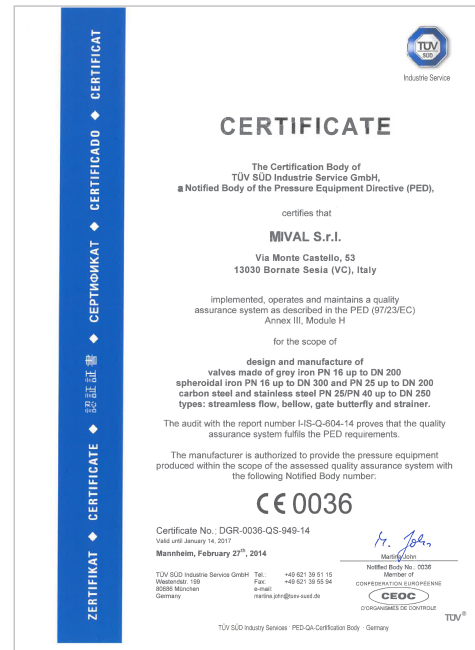 TÜV
SÜD
Industrie Service
ZERTIFIKAT ◆ CERTIFICATE ◆ 認証証書 ◆ СЕРТИФИКАТ ◆ CERTIFICADO ◆ CERTIFICAT
CERTIFICATE
The Certification Body of
TÜV SÜD Industrie Service GmbH,
a Notified Body of the Pressure Equipment Directive (PED),
certifies that
MIVAL S.r.l.
Via Monte Castello, 53
13030 Bornate Sesia (VC), Italy
implemented, operates and maintains a quality
assurance system as described in the PED (97/23/EC)
Annex III, Module H
for the scope of
design and manufacture of
valves made of grey iron PN 16 up to DN 200
spheroidal iron PN 16 up to DN 300 and PN 25 up to DN 200
carbon steel and stainless steel PN 25/PN 40 up to DN 250
types: streamless flow, bellow, gate butterfly and strainer.
The audit with the report number I-IS-Q-604-14 proves that the quality
assurance system fulfils the PED requirements.
The manufacturer is authorized to provide the pressure equipment
produced within the scope of the assessed quality assurance system with
the following Notified Body number:
CE 0036
Certificate No.: DGR-0036-QS-949-14
Valid until January 14, 2017
Mannheim, February 27th, 2014
M. John
Martina John
TÜV SÜD Industrie Service GmbH Tel.: +49 621 39 51 15
Westendstr. 199 Fax: +49 621 39 55 94
80686 München e-mail:
Germany martina.john@tuev-sued.de
Notified Body No.: 0036
Member of
CONFEDERATION EUROPEENNE
CEOC
D'ORGANISMES DE CONTROLE
TÜV®
TÜV SÜD Industry Services · PED-QA-Certification Body · Germany